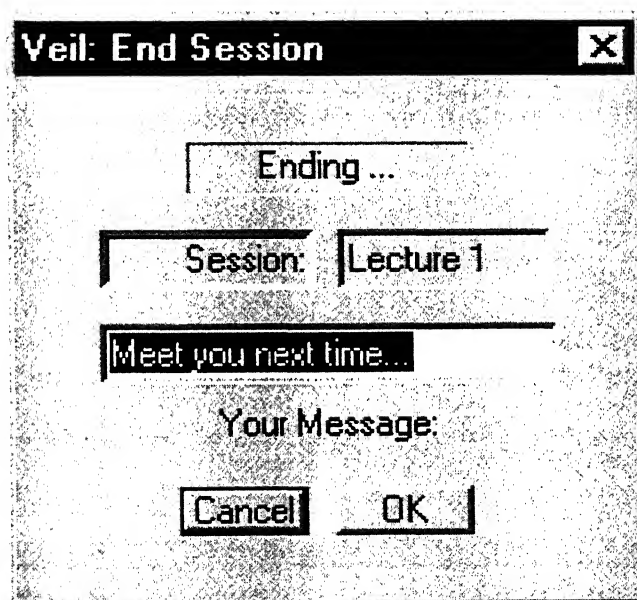 Veil: End Session
Ending ...
Session: Lecture 1
Meet you next time...
Your Message:
Cancel OK